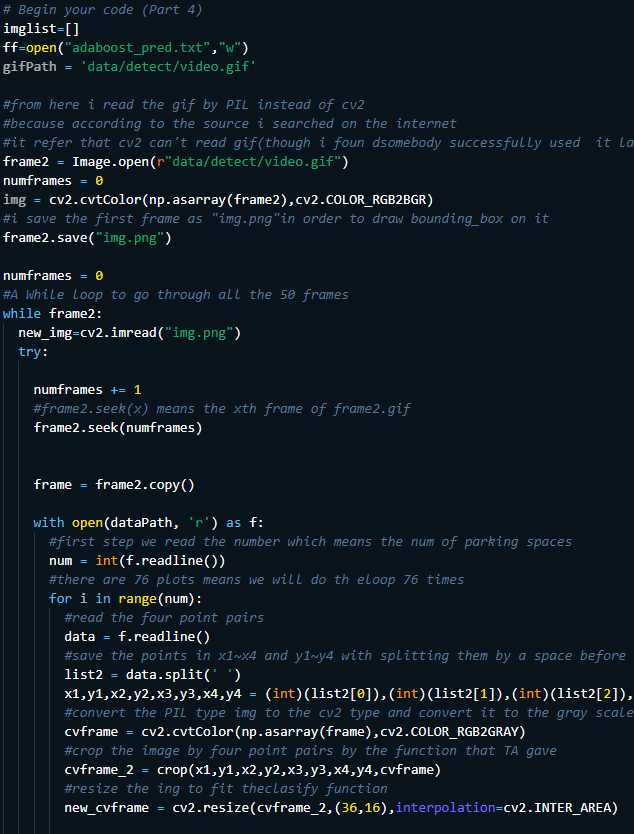 # Begin your code (Part 4)
imglist=[]
ff=open("adaboost_pred.txt","w")
gifPath = 'data/detect/video.gif'
#from here i read the gif by PIL instead of cv2
#because according to the source i searched on the internet
#it refer that cv2 can't read gif(though i foun dsomebody successfully used  it la
frame2 = Image.open(r"data/detect/video.gif")
numframes = 0
img = cv2.cvtColor(np.asarray(frame2),cv2.COLOR_RGB2BGR)
#i save the first frame as "img.png"in order to draw bounding_box on it
frame2.save("img.png")
numframes = 0
#A While loop to go through all the 50 frames
while frame2:
  new_img=cv2.imread("img.png")
  try:
    numframes += 1
    #frame2.seek(x) means the xth frame of frame2.gif
    frame2.seek(numframes)
    frame = frame2.copy()
    with open(dataPath, 'r') as f:
      #first step we read the number which means the num of parking spaces
      num = int(f.readline())
      #there are 76 plots means we will do th eloop 76 times
      for i in range(num):
        #read the four point pairs
        data = f.readline()
        #save the points in x1~x4 and y1~y4 with splitting them by a space before
        list2 = data.split(' ')
        x1,y1,x2,y2,x3,y3,x4,y4 = (int)(list2[0]),(int)(list2[1]),(int)(list2[2]),
        #convert the PIL type img to the cv2 type and convert it to the gray scale
        cvframe = cv2.cvtColor(np.asarray(frame),cv2.COLOR_RGB2GRAY)
        #crop the image by four point pairs by the function that TA gave
        cvframe_2 = crop(x1,y1,x2,y2,x3,y3,x4,y4,cvframe)
        #resize the ing to fit theclasify function
        new_cvframe = cv2.resize(cvframe_2,(36,16),interpolation=cv2.INTER_AREA)